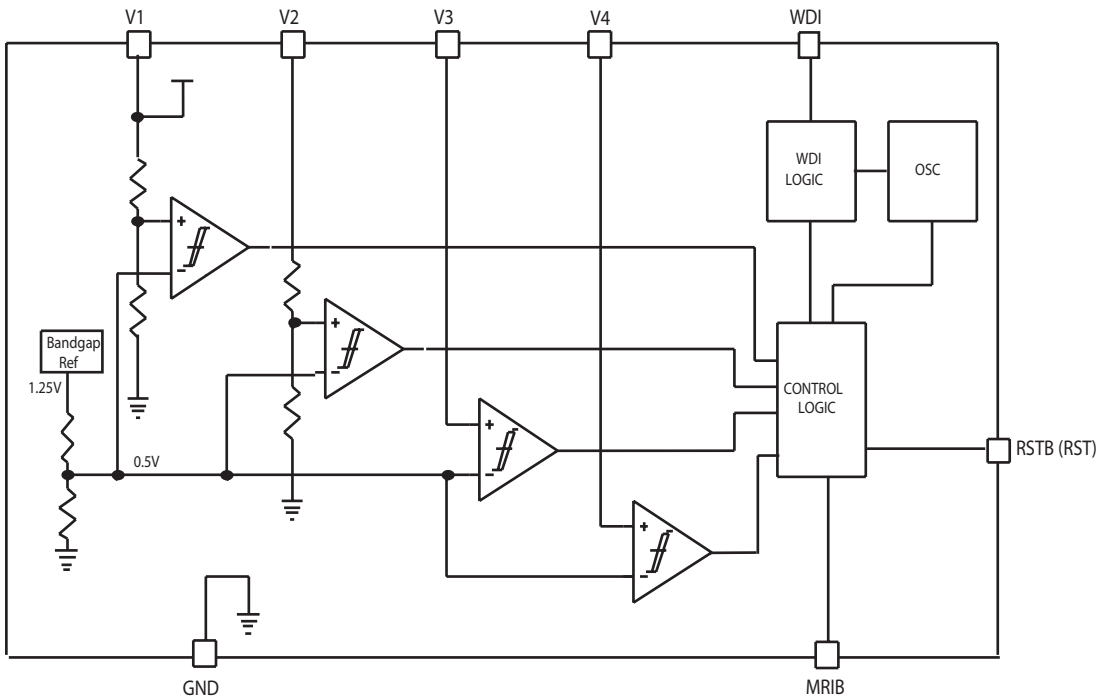 V1
V2
V3
V4
WDI
WDI
LOGIC
OSC
+
−
+
−
Bandgap
Ref
1.25V
CONTROL
LOGIC
+
−
0.5V
RSTB (RST)
+
−
GND
MRIB